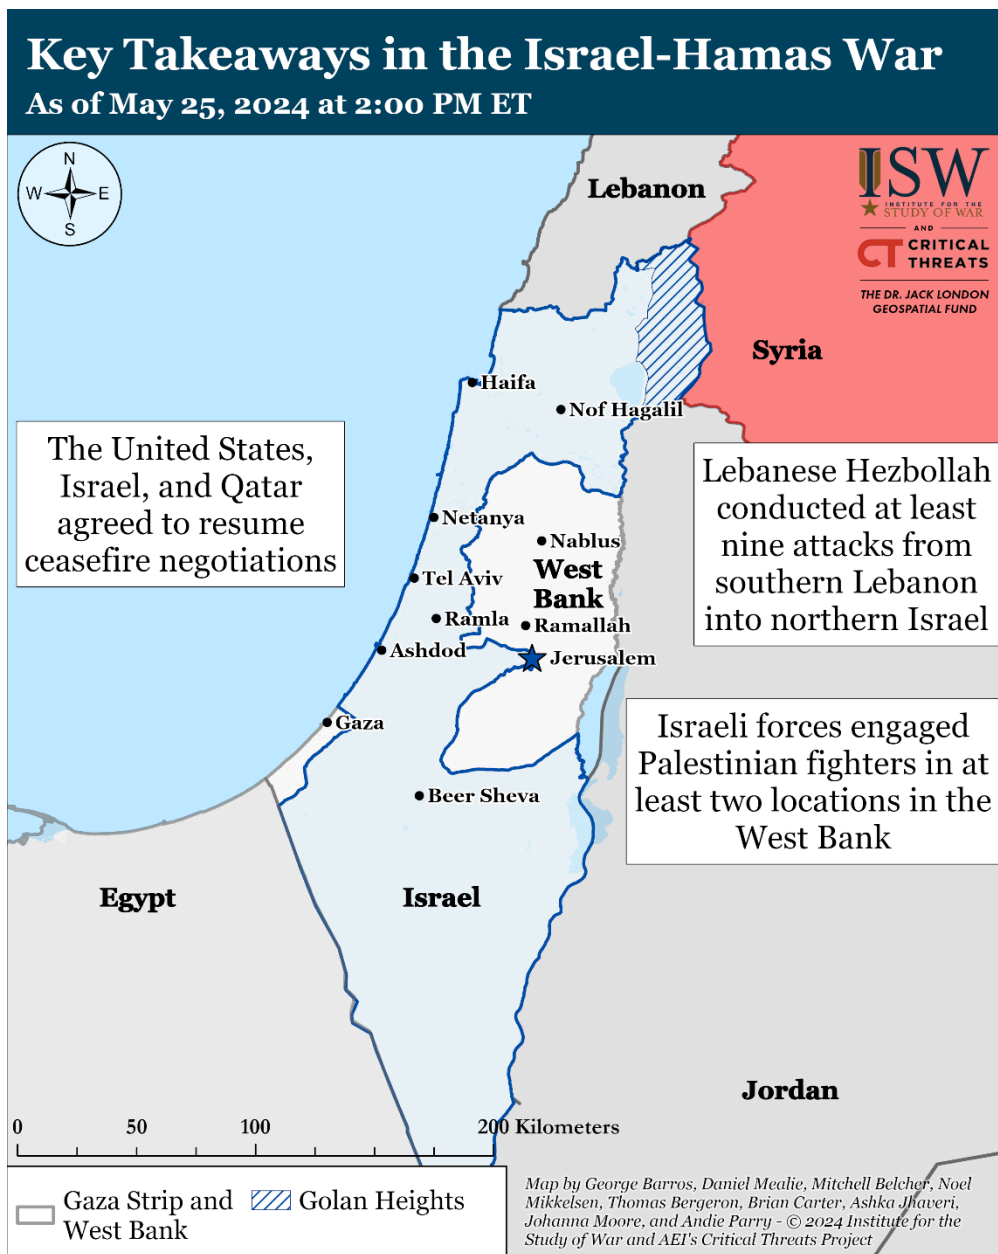 Key Takeaways in the Israel-Hamas War
As of May 25, 2024 at 2:00 PM ET
N
W
E
S
Lebanon
ISW
INSTITUTE FOR THE
STUDY OF WAR
AND
CT CRITICAL
THREATS
THE DR. JACK LONDON
GEOSPATIAL FUND
Syria
Haifa
Nof Hagalil
The United States,
Israel, and Qatar
agreed to resume
ceasefire negotiations
Lebanese Hezbollah
conducted at least
nine attacks from
southern Lebanon
into northern Israel
Netanya
Nablus
West
Bank
Tel Aviv
Ramla
Ramallah
Ashdod
Jerusalem
Gaza
Israeli forces engaged
Palestinian fighters in at
least two locations in the
West Bank
Beer Sheva
Egypt
Israel
Jordan
0 50 100 200 Kilometers
Gaza Strip and
West Bank
Golan Heights
Map by George Barros, Daniel Mealie, Mitchell Belcher, Noel
Mikkelsen, Thomas Bergeron, Brian Carter, Ashka Jhaveri,
Johanna Moore, and Andie Parry - © 2024 Institute for the
Study of War and AEI's Critical Threats Project